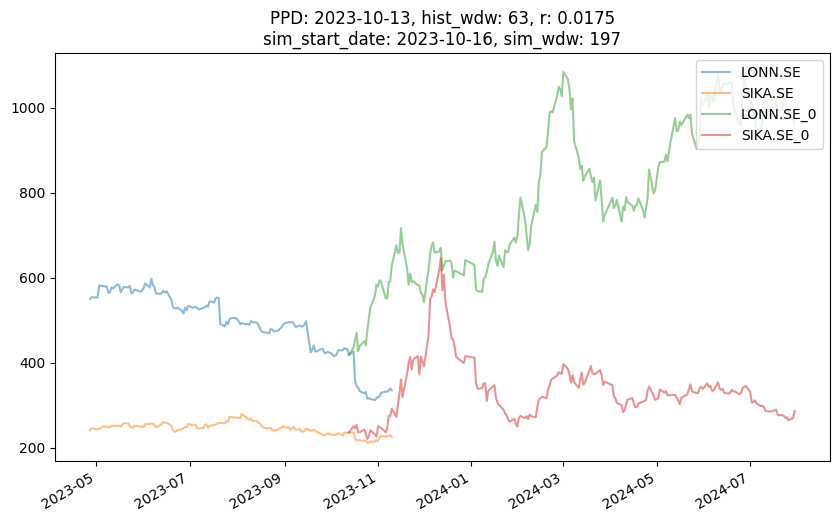 PPD: 2023-10-13, hist_wdw: 63, r: 0.0175
sim_start_date: 2023-10-16, sim_wdw: 197
LONN.SE
SIKA.SE
LONN.SE_0
SIKA.SE_0
1000
800
600
400
200
2023-05
2023-07
2023-09
2023-11
2024-01
2024-03
2024-05
2024-07